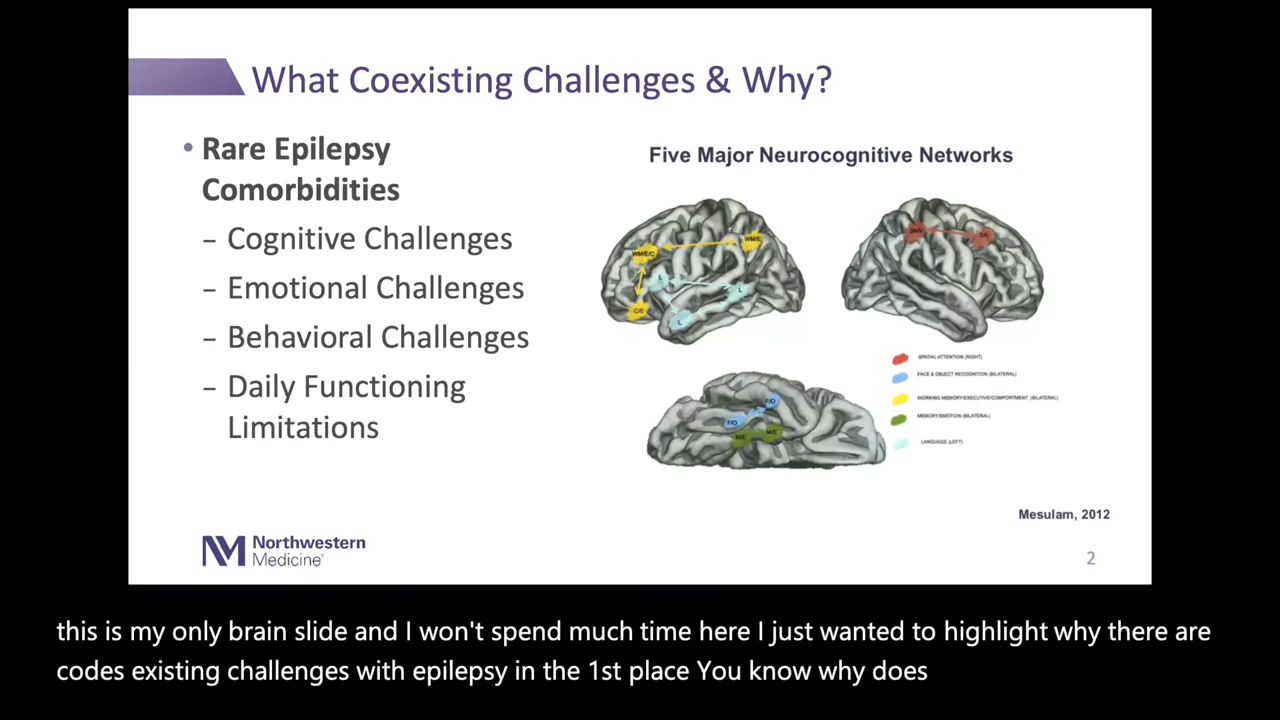 What Coexisting Challenges & Why?
• Rare Epilepsy
Comorbidities
– Cognitive Challenges
– Emotional Challenges
– Behavioral Challenges
– Daily Functioning
Limitations
Five Major Neurocognitive Networks
WM/E/C
WM/E
C/E
L
L
L
SA
F/O
F/O
M/E
M/E
SPATIAL ATTENTION (RIGHT)
FACE & OBJECT RECOGNITION (BILATERAL)
WORKING MEMORY/EXECUTIVE/COMPORTMENT (BILATERAL)
MEMORY/EMOTION (BILATERAL)
LANGUAGE (LEFT)
Mesulam, 2012
Northwestern
Medicine®
2
this is my only brain slide and I won't spend much time here I just wanted to highlight why there are
codes existing challenges with epilepsy in the 1st place You know why does